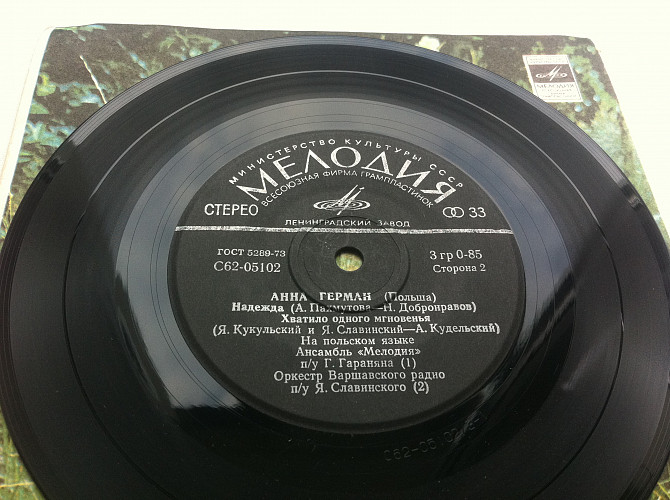 МЕЛОДИЯ
МИНИСТЕРСТВО КУЛЬТУРЫ СССР
МЕЛОДИЯ
ВСЕСОЮЗНАЯ ФИРМА ГРАМПЛАСТИНОК
СТЕРЕО
33
ЛЕНИНГРАДСКИЙ ЗАВОД
ГОСТ 5289-73
3 гр 0-85
С62-05102
Сторона 2
АННА ГЕРМАН (Польша)
Надежда (А. Пахмутова—Н. Добронравов)
Хватило одного мгновенья
(Я. Кукульский и Я. Славинский—А. Кудельский)
На польском языке
Ансамбль «Мелодия»
п/у Г. Гараняна (1)
Оркестр Варшавского радио
п/у Я. Славинского (2)